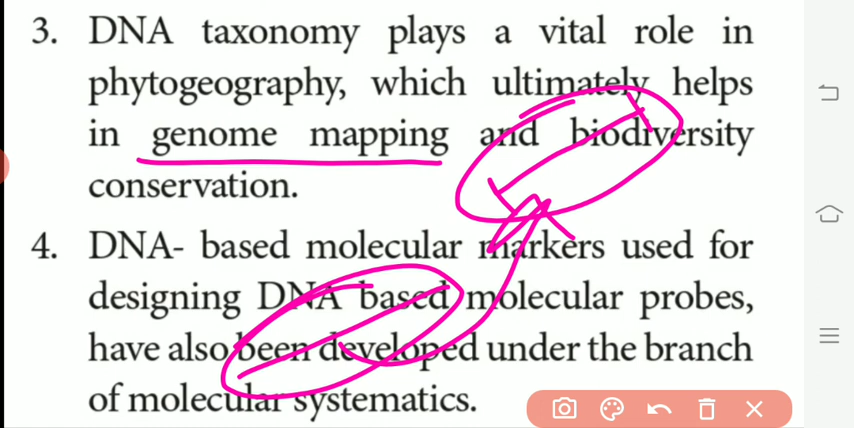 3. DNA taxonomy plays a vital role in
phytogeography, which ultimately helps
in genome mapping and biodiversity
conservation.
4. DNA- based molecular markers used for
designing DNA based molecular probes,
have also been developed under the branch
of molecular systematics.